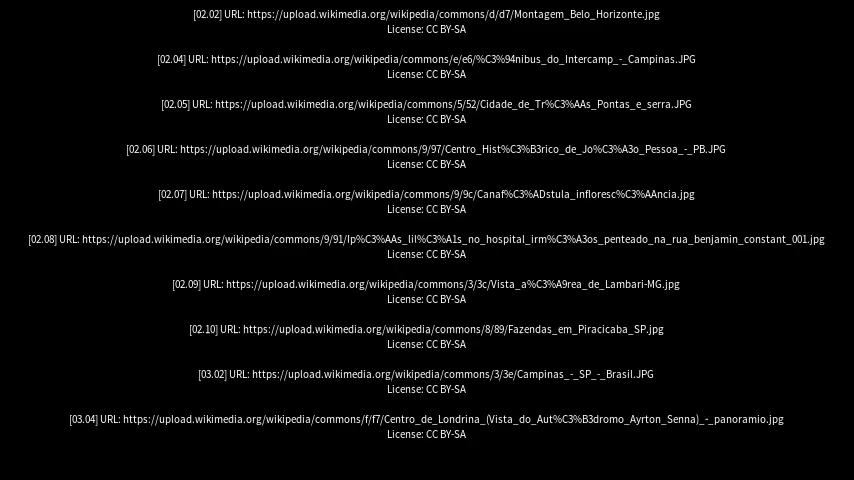 [02.02] URL: https://upload.wikimedia.org/wikipedia/commons/d/d7/Montagem_Belo_Horizonte.jpg
License: CC BY-SA
[02.04] URL: https://upload.wikimedia.org/wikipedia/commons/e/e6/%C3%94nibus_do_Intercamp_-_Campinas.JPG
License: CC BY-SA
[02.05] URL: https://upload.wikimedia.org/wikipedia/commons/5/52/Cidade_de_Tr%C3%AAs_Pontas_e_serra.JPG
License: CC BY-SA
[02.06] URL: https://upload.wikimedia.org/wikipedia/commons/9/97/Centro_Hist%C3%B3rico_de_Jo%C3%A3o_Pessoa_-_PB.JPG
License: CC BY-SA
[02.07] URL: https://upload.wikimedia.org/wikipedia/commons/9/9c/Canaf%C3%ADstula_infloresc%C3%AAncia.jpg
License: CC BY-SA
[02.08] URL: https://upload.wikimedia.org/wikipedia/commons/9/91/Ip%C3%AAs_lil%C3%A1s_no_hospital_irm%C3%A3os_penteado_na_rua_benjamin_constant_001.jpg
License: CC BY-SA
[02.09] URL: https://upload.wikimedia.org/wikipedia/commons/3/3c/Vista_a%C3%A9rea_de_Lambari-MG.jpg
License: CC BY-SA
[02.10] URL: https://upload.wikimedia.org/wikipedia/commons/8/89/Fazendas_em_Piracicaba_SP.jpg
License: CC BY-SA
[03.02] URL: https://upload.wikimedia.org/wikipedia/commons/3/3e/Campinas_-_SP_-_Brasil.JPG
License: CC BY-SA
[03.04] URL: https://upload.wikimedia.org/wikipedia/commons/f/f7/Centro_de_Londrina_(Vista_do_Aut%C3%B3dromo_Ayrton_Senna)_-_panoramio.jpg
License: CC BY-SA